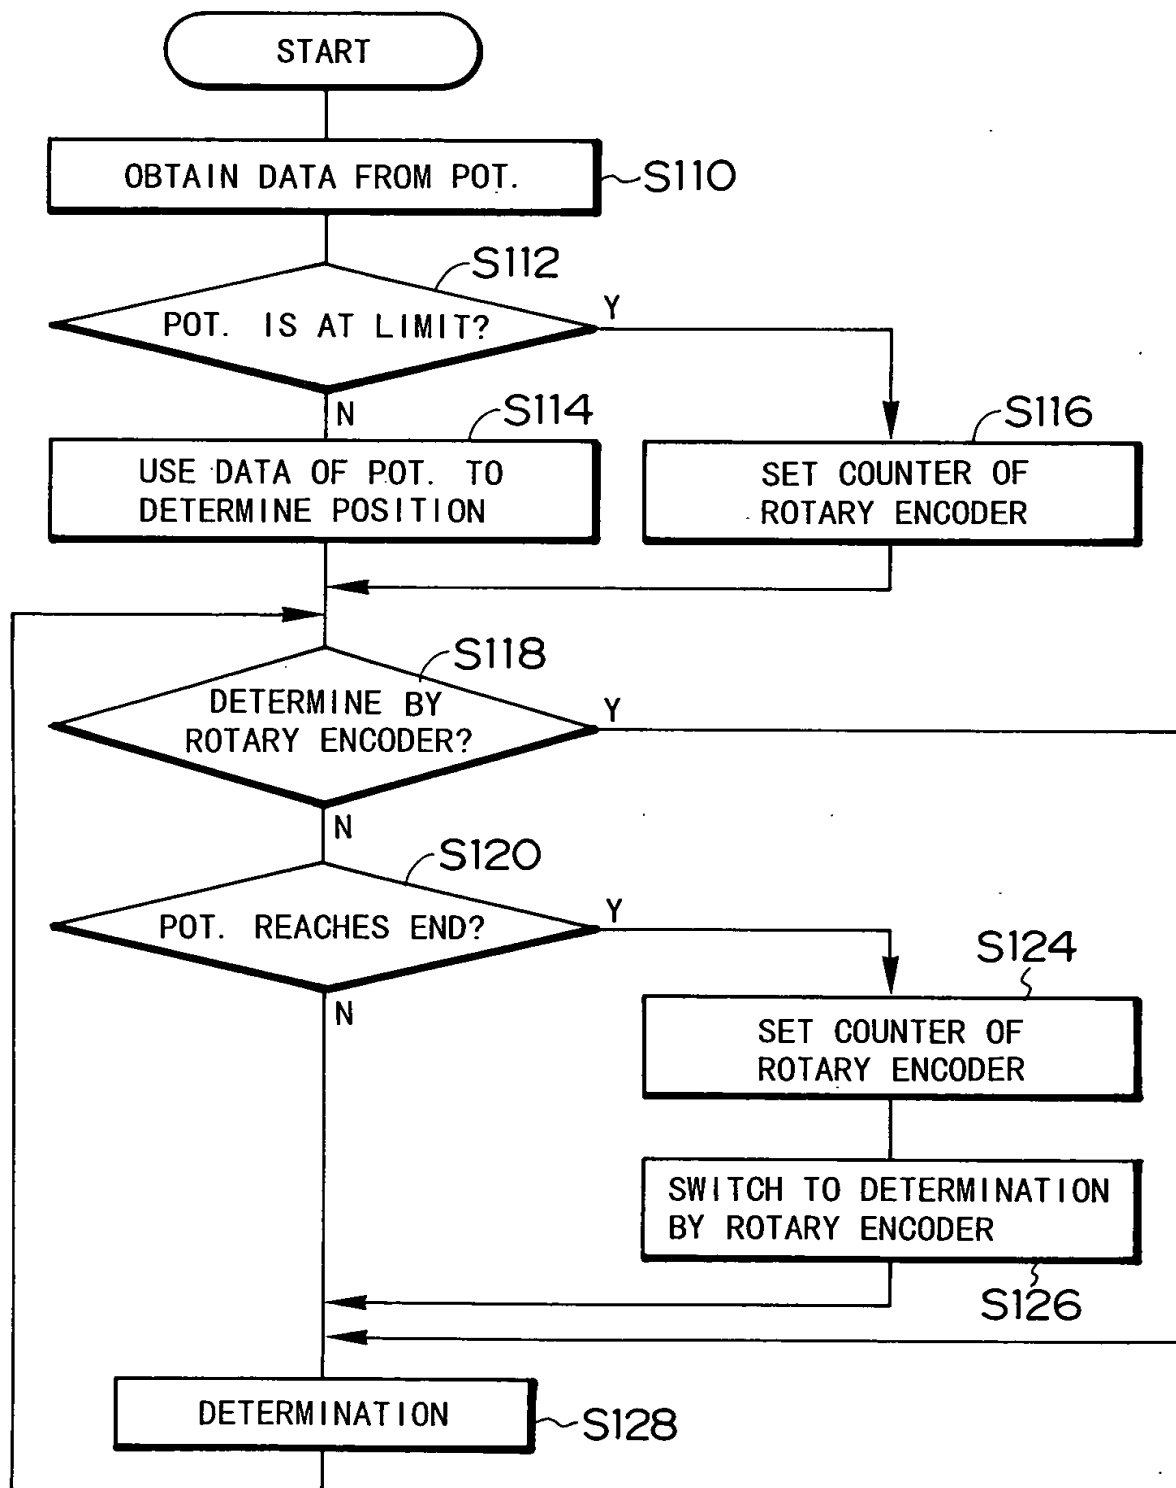 START
OBTAIN DATA FROM POT.
S110
S112
POT. IS AT LIMIT?
Y
N
S114
USE DATA OF POT. TO
DETERMINE POSITION
S116
SET COUNTER OF
ROTARY ENCODER
S118
DETERMINE BY
ROTARY ENCODER?
Y
N
S120
POT. REACHES END?
Y
N
S124
SET COUNTER OF
ROTARY ENCODER
SWITCH TO DETERMINATION
BY ROTARY ENCODER
S126
DETERMINATION
S128